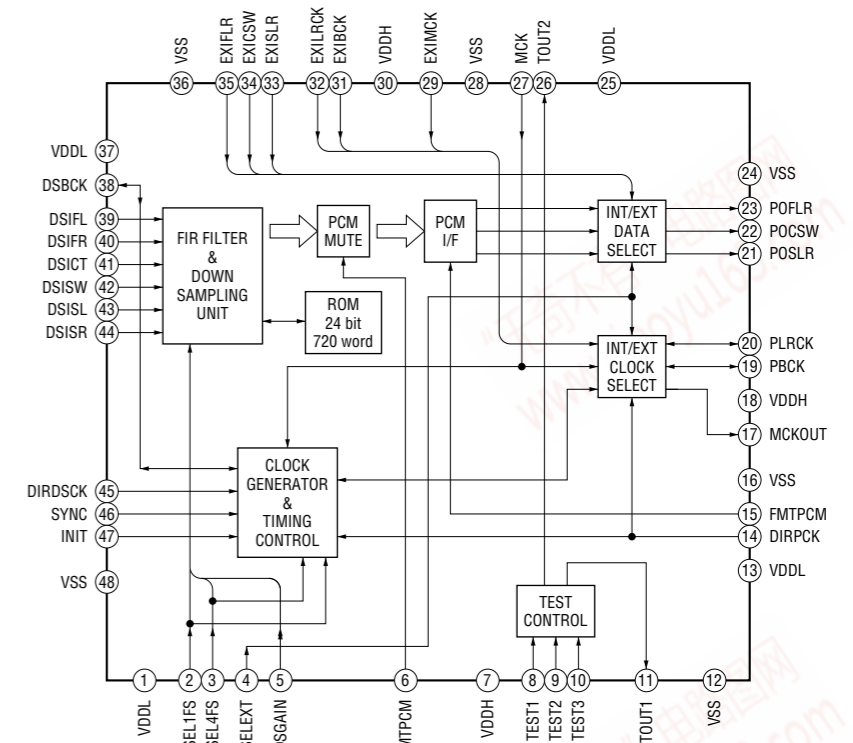 VSS
EXIFLR
EXICSW
EXISLR
EXILRCK
EXIBCK
VDDH
EXIMCK
VSS
MCK
TOUT2
VDDL
36 35 34 33 32 31 30 29 28 27 26 25
VDDL 37
DSBCK 38
DSIFL 39
DSIFR 40
DSICT 41
DSISW 42
DSISL 43
DSISR 44
FIR FILTER
&
DOWN
SAMPLING
UNIT
PCM
MUTE
PCM
I/F
ROM
24 bit
720 word
INT/EXT
DATA
SELECT
INT/EXT
CLOCK
SELECT
24 VSS
23 POFLR
22 POCSW
21 POSLR
20 PLRCK
19 PBCK
18 VDDH
17 MCKOUT
16 VSS
15 FMTPCM
14 DIRPCK
13 VDDL
DIRDSCK 45
SYNC 46
INIT 47
VSS 48
CLOCK
GENERATOR
&
TIMING
CONTROL
TEST
CONTROL
1 2 3 4 5 6 7 8 9 10 11 12
VDDL
SEL1FS
SEL4FS
SELEXT
SGAIN
MTPCM
VDDH
TEST1
TEST2
TEST3
TOUT1
VSS